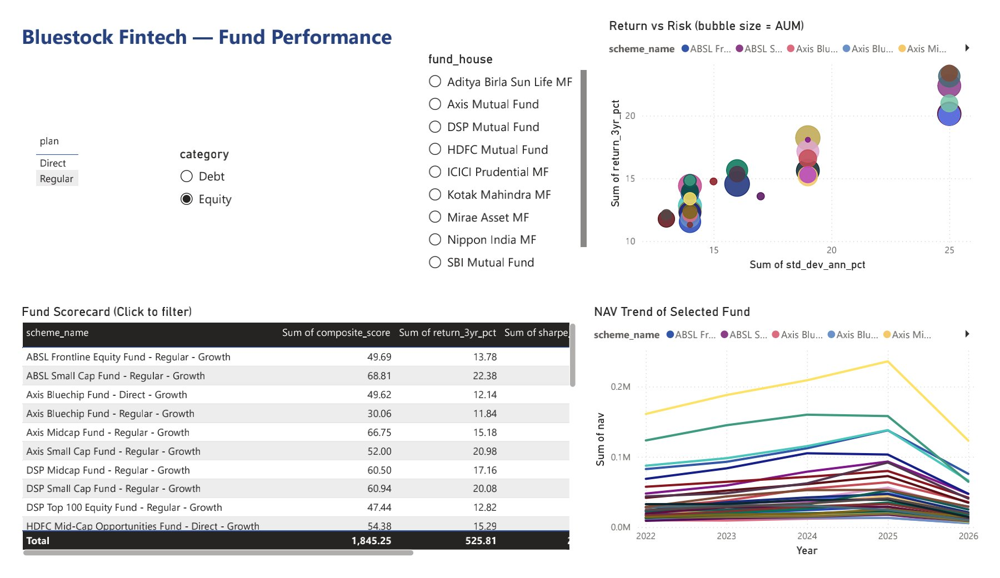 Bluestock Fintech — Fund Performance
plan
Direct
Regular
category
Debt
Equity
fund_house
Aditya Birla Sun Life MF
Axis Mutual Fund
DSP Mutual Fund
HDFC Mutual Fund
ICICI Prudential MF
Kotak Mahindra MF
Mirae Asset MF
Nippon India MF
SBI Mutual Fund
Return vs Risk (bubble size = AUM)
scheme_name ABSL Fr... ABSL S... Axis Blu... Axis Blu... Axis Mi...
Sum of return_3yr_pct
20
15
10
15 20 25
Sum of std_dev_ann_pct
Fund Scorecard (Click to filter)
scheme_name Sum of composite_score Sum of return_3yr_pct Sum of sharpe_
ABSL Frontline Equity Fund - Regular - Growth 49.69 13.78
ABSL Small Cap Fund - Regular - Growth 68.81 22.38
Axis Bluechip Fund - Direct - Growth 49.62 12.14
Axis Bluechip Fund - Regular - Growth 30.06 11.84
Axis Midcap Fund - Regular - Growth 66.75 15.18
Axis Small Cap Fund - Regular - Growth 52.00 20.98
DSP Midcap Fund - Regular - Growth 60.50 17.16
DSP Small Cap Fund - Regular - Growth 60.94 20.08
DSP Top 100 Equity Fund - Regular - Growth 47.44 12.82
HDFC Mid-Cap Opportunities Fund - Direct - Growth 54.38 15.29
Total 1,845.25 525.81
NAV Trend of Selected Fund
scheme_name ABSL Fr... ABSL S... Axis Blu... Axis Blu... Axis Mi...
Sum of nav
0.2M
0.1M
0.0M
2022 2023 2024 2025 2026
Year